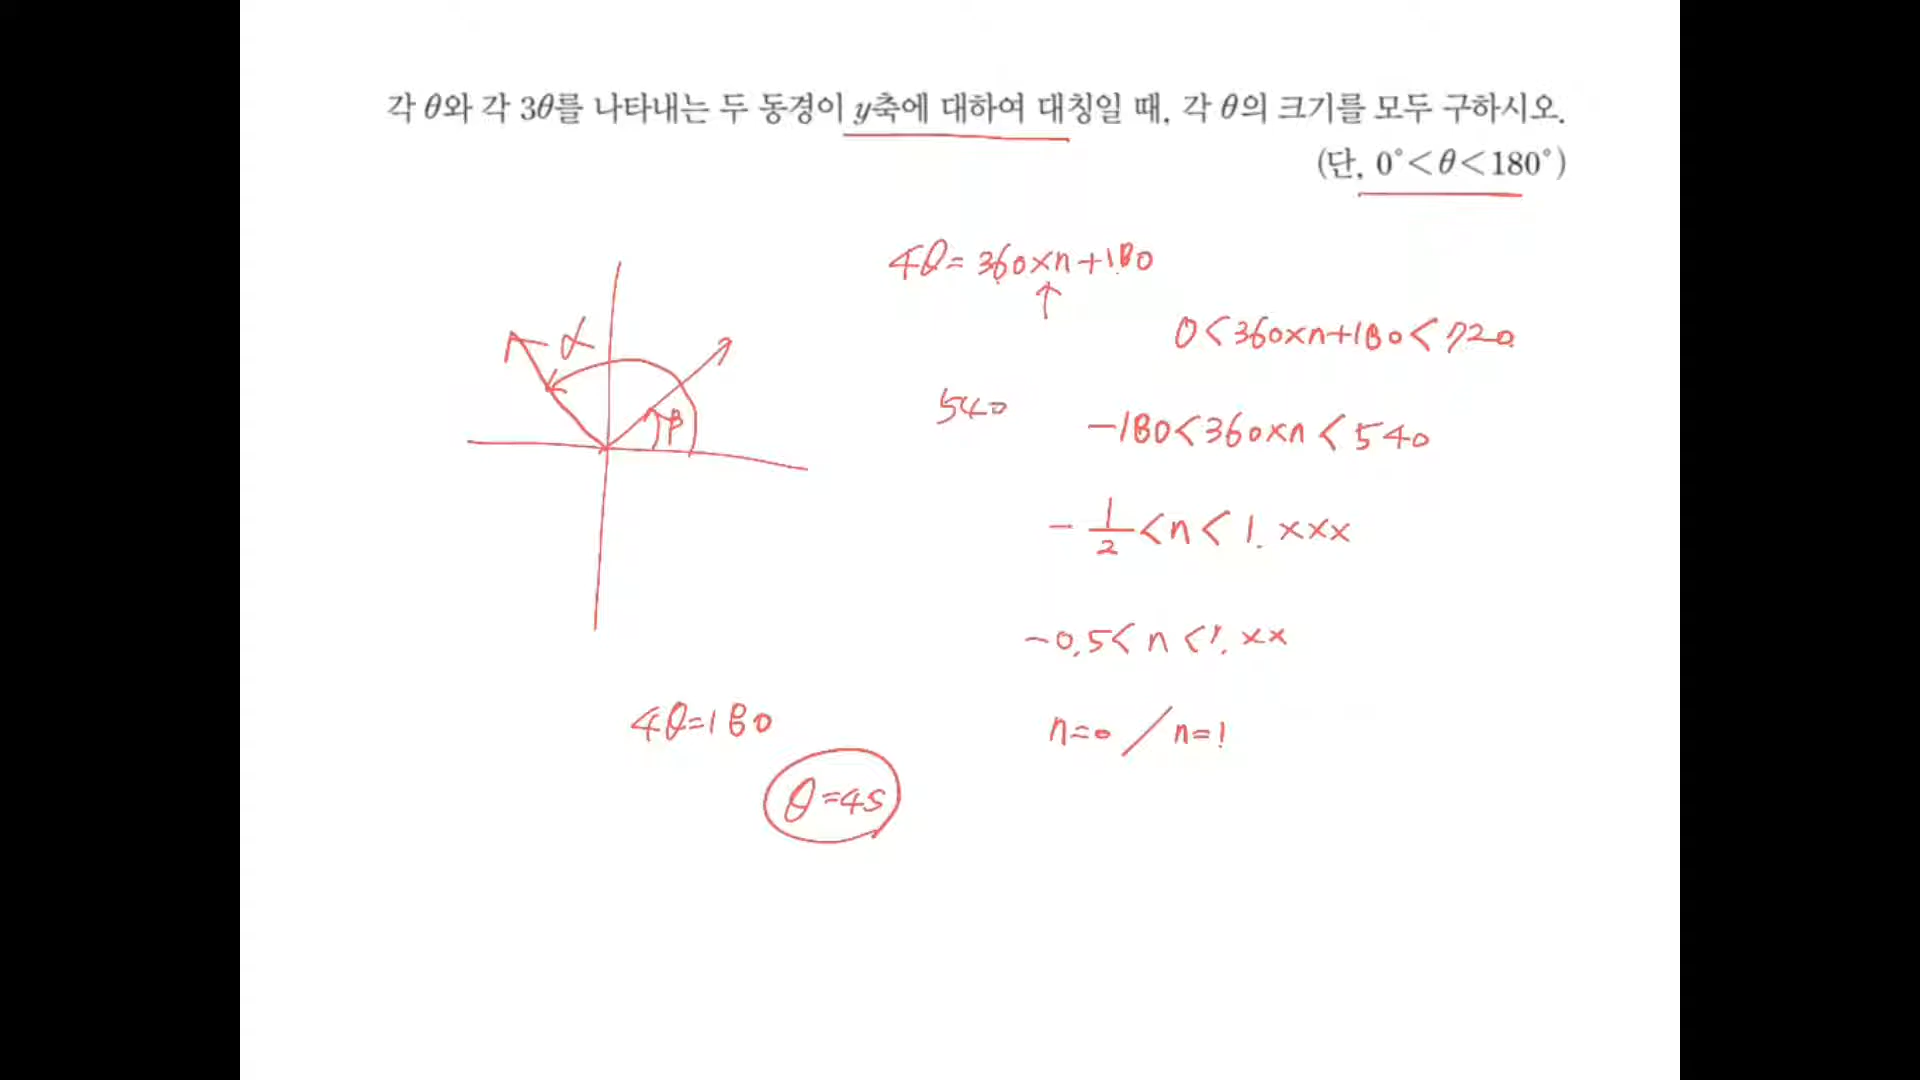 각 θ와 각 3θ를 나타내는 두 동경이 y축에 대하여 대칭일 때, 각 θ의 크기를 모두 구하시오.
(단, 0°<θ<180°)
4θ=360×n+180
↑
0<360×n+180<720
α
β
540
-180<360×n<540
-1/2<n<1.×××
-0.5<n<1.××
4θ=180
n=0 / n=1
θ=45